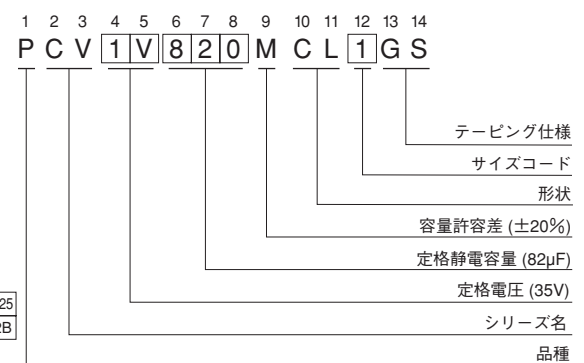 1 2 3 4 5 6 7 8 9 10 11 12 13 14
P C V 1 V 8 2 0 M C L 1 G S
テーピング仕様
サイズコード
形状
容量許容差 (±20%)
定格静電容量 (82µF)
定格電圧 (35V)
シリーズ名
品種
25